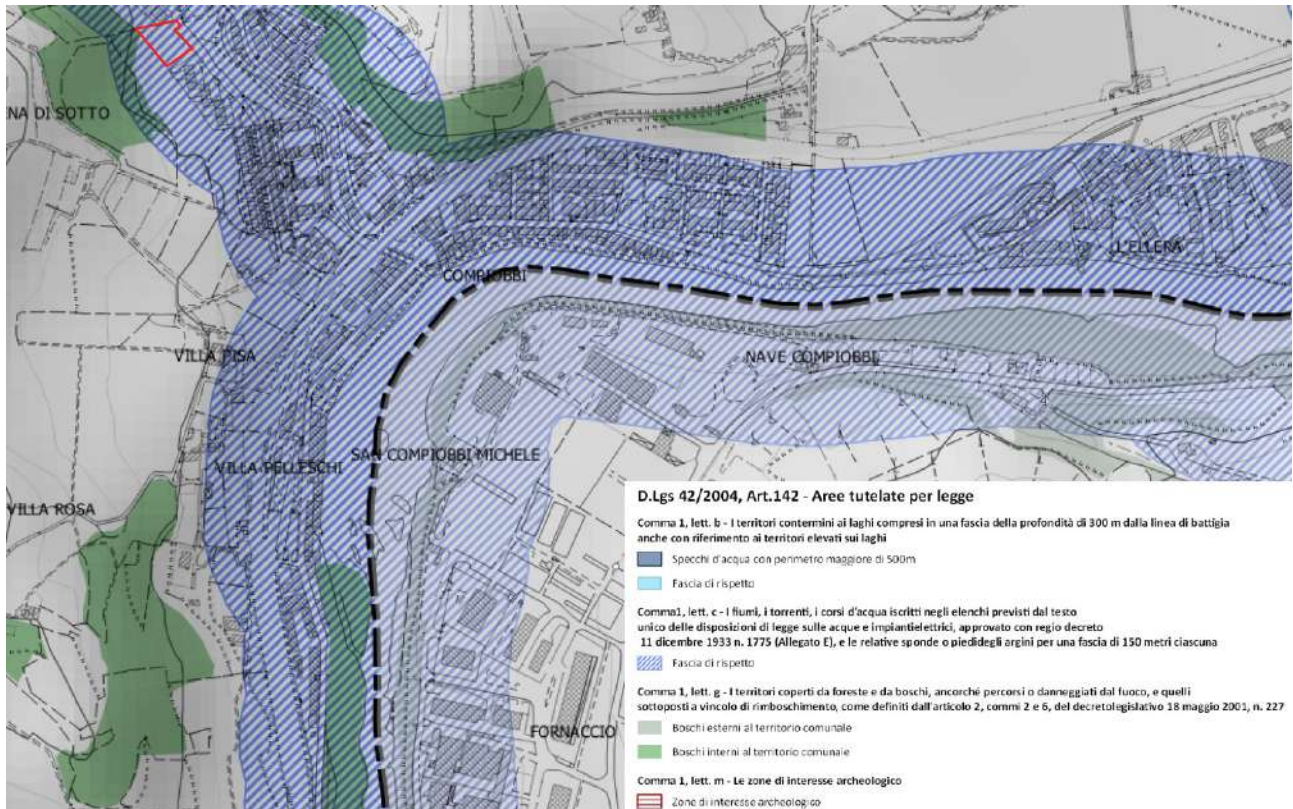 NA DI SOTTO
L'ELLERA
COMPIOBBI
VILLA PISA
NAVE COMPIOBBI
SAN COMPIOBBI MICHELE
VILLA PELLESCHI
VILLA ROSA
FORNACCIO
D.Lgs 42/2004, Art.142 - Aree tutelate per legge
Comma 1, lett. b - I territori contermini ai laghi compresi in una fascia della profondità di 300 m dalla linea di battigia
anche con riferimento ai territori elevati sui laghi
Specchi d'acqua con perimetro maggiore di 500m
Fascia di rispetto
Comma1, lett. c - I fiumi, i torrenti, i corsi d'acqua iscritti negli elenchi previsti dal testo
unico delle disposizioni di legge sulle acque e impiantielettrici, approvato con regio decreto
11 dicembre 1933 n. 1775 (Allegato E), e le relative sponde o piedidegli argini per una fascia di 150 metri ciascuna
Fascia di rispetto
Comma 1, lett. g - I territori coperti da foreste e da boschi, ancorché percorsi o danneggiati dal fuoco, e quelli
sottoposti a vincolo di rimboschimento, come definiti dall'articolo 2, commi 2 e 6, del decretolegislativo 18 maggio 2001, n. 227
Boschi esterni al territorio comunale
Boschi interni al territorio comunale
Comma 1, lett. m - Le zone di interesse archeologico
Zone di interesse archeologico